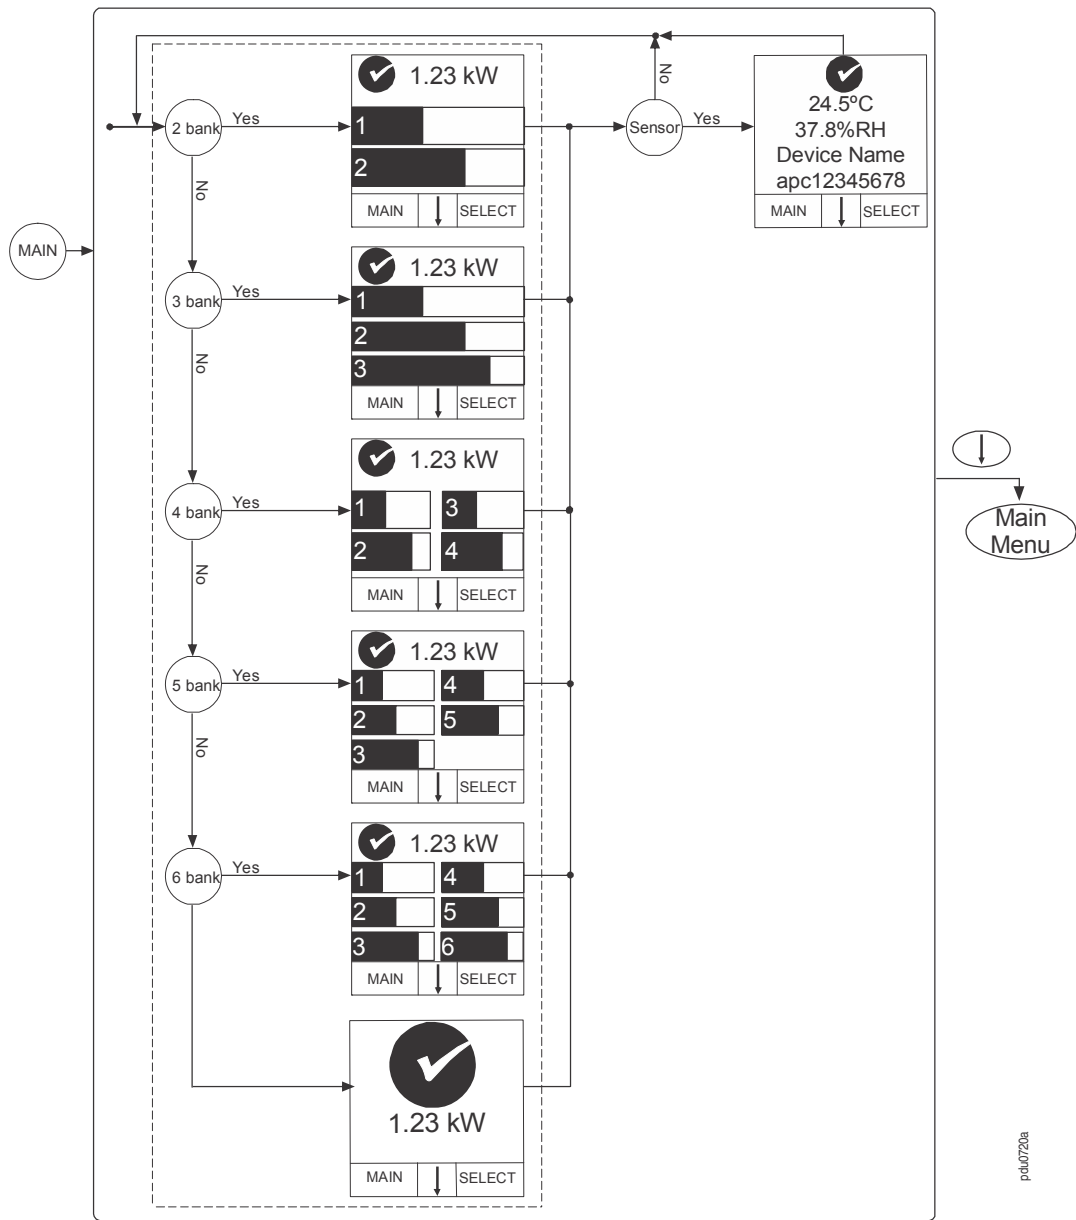 1.23 kW
24.5ºC
37.8%RH
Device Name
apc12345678
MAIN
SELECT
2 bank
Yes
1
2
MAIN
SELECT
No
Sensor
Yes
No
MAIN
1.23 kW
3 bank
Yes
1
2
3
MAIN
SELECT
No
1.23 kW
4 bank
Yes
1
3
2
4
MAIN
SELECT
No
Main
Menu
1.23 kW
5 bank
Yes
1
4
2
5
3
MAIN
SELECT
No
1.23 kW
6 bank
Yes
1
4
2
5
3
6
MAIN
SELECT
1.23 kW
MAIN
SELECT
pdu0720a